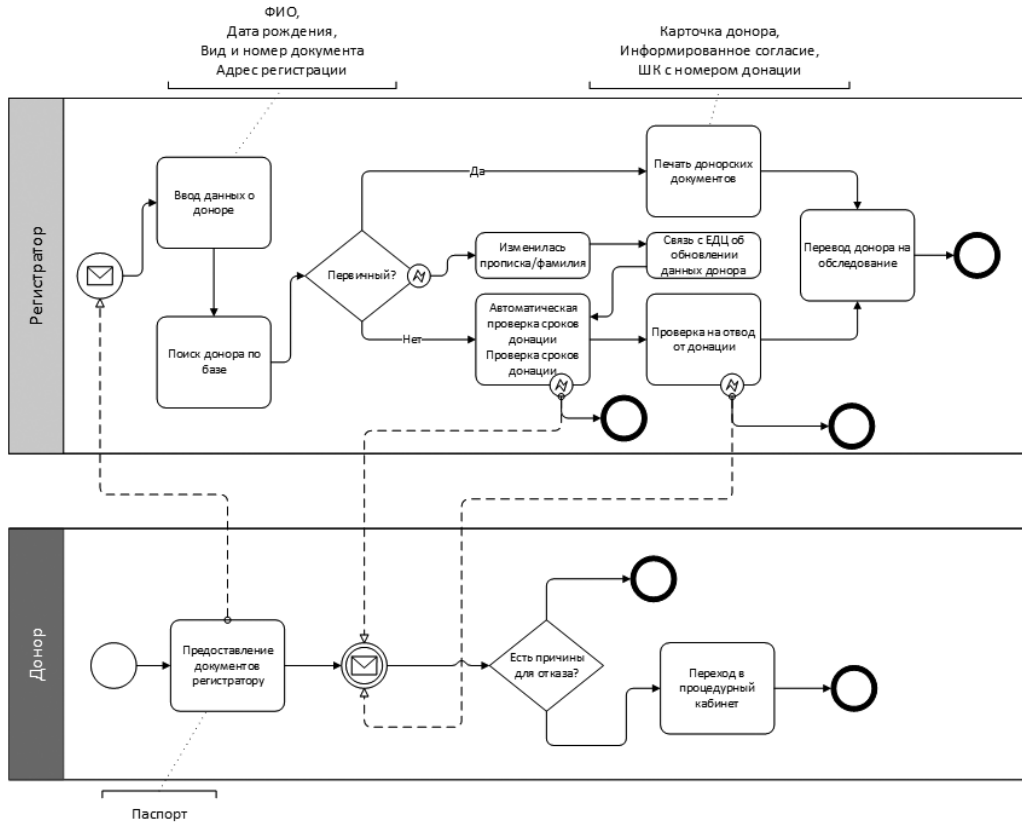 ФИО,
Дата рождения,
Вид и номер документа
Адрес регистрации
Карточка донора,
Информированное согласие,
ШК с номером донации
Регистратор
Ввод данных о
доноре
Поиск донора по
базе
Первичный?
Да
Нет
Печать донорских
документов
Изменилась
прописка/фамилия
Связь с ЕДЦ об
обновлении
данных донора
Автоматическая
проверка сроков
донации
Проверка сроков
донации
Проверка на отвод
от донации
Перевод донора на
обследование
Донор
Предоставление
документов
регистратору
Есть причины
для отказа?
Переход в
процедурный
кабинет
Паспорт